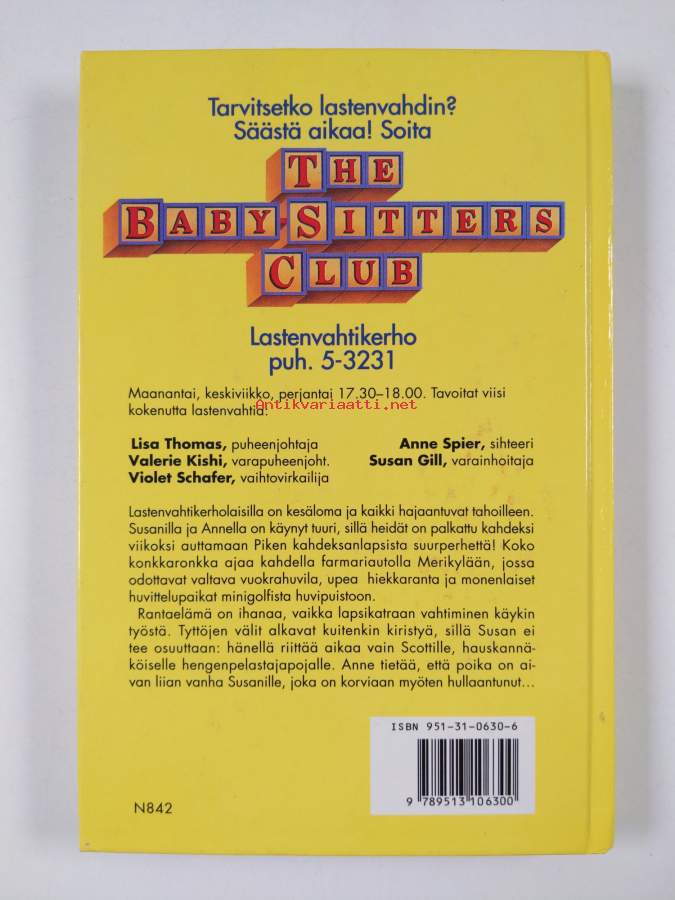 Tarvitsetko lastenvahdin?
Säästä aikaa! Soita
THE
BABY SITTERS
CLUB
Lastenvahtikerho
puh. 5-3231
Maanantai, keskiviikko, perjantai 17.30–18.00. Tavoitat viisi
Antikvariaatti.net
kokenutta lastenvahtia:
Lisa Thomas, puheenjohtaja Anne Spier, sihteeri
Valerie Kishi, varapuheenjoht. Susan Gill, varainhoitaja
Violet Schafer, vaihtovirkailija
Lastenvahtikerholaisilla on kesäloma ja kaikki hajaantuvat tahoilleen.
Susanilla ja Annella on käynyt tuuri, sillä heidät on palkattu kahdeksi
viikoksi auttamaan Piken kahdeksanlapsista suurperhettä! Koko
konkkaronkka ajaa kahdella farmariautolla Merikylään, jossa
odottavat valtava vuokrahuvila, upea hiekkaranta ja monenlaiset
huvittelupaikat minigolfista huvipuistoon.
Rantaelämä on ihanaa, vaikka lapsikatraan vahtiminen käykin
työstä. Tyttöjen välit alkavat kuitenkin kiristyä, sillä Susan ei
tee osuuttaan: hänellä riittää aikaa vain Scottille, hauskannä-
köiselle hengenpelastajapojalle. Anne tietää, että poika on ai-
van liian vanha Susanille, joka on korviaan myöten hullaantunut...
ISBN 951-31-0630-6
9 789513 106300
N842